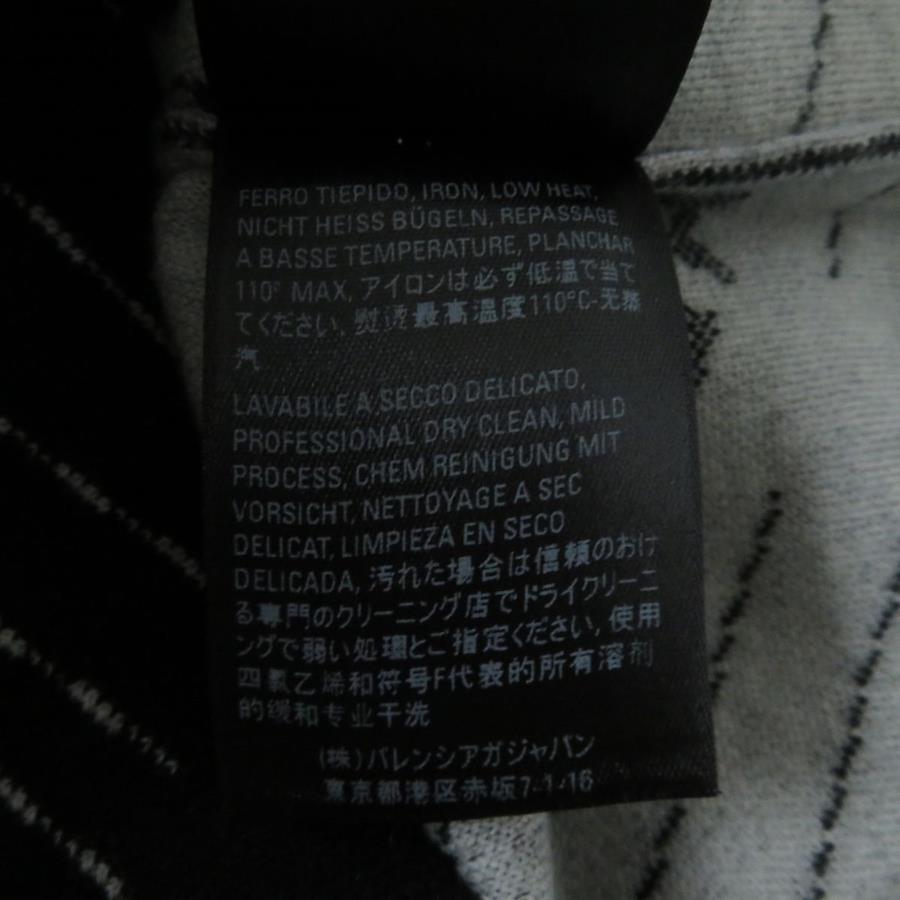 FERRO TIEPIDO, IRON, LOW HEAT,
NICHT HEISS BÜGELN, REPASSAGE
A BASSE TEMPERATURE, PLANCHAR
110° MAX, アイロンは必ず低温で当て
てください, 熨烫最高温度110°C-无蒸
汽
LAVABILE A SECCO DELICATO,
PROFESSIONAL DRY CLEAN, MILD
PROCESS, CHEM REINIGUNG MIT
VORSICHT, NETTOYAGE A SEC
DELICAT, LIMPIEZA EN SECO
DELICADA, 汚れた場合は信頼のおけ
る専門のクリーニング店でドライクリーニ
ングで弱い処理とご指定ください, 使用
四氯乙烯和符号F代表的所有溶剂
的缓和专业干洗
(株)バレンシアガジャパン
東京都港区赤坂7-1-16